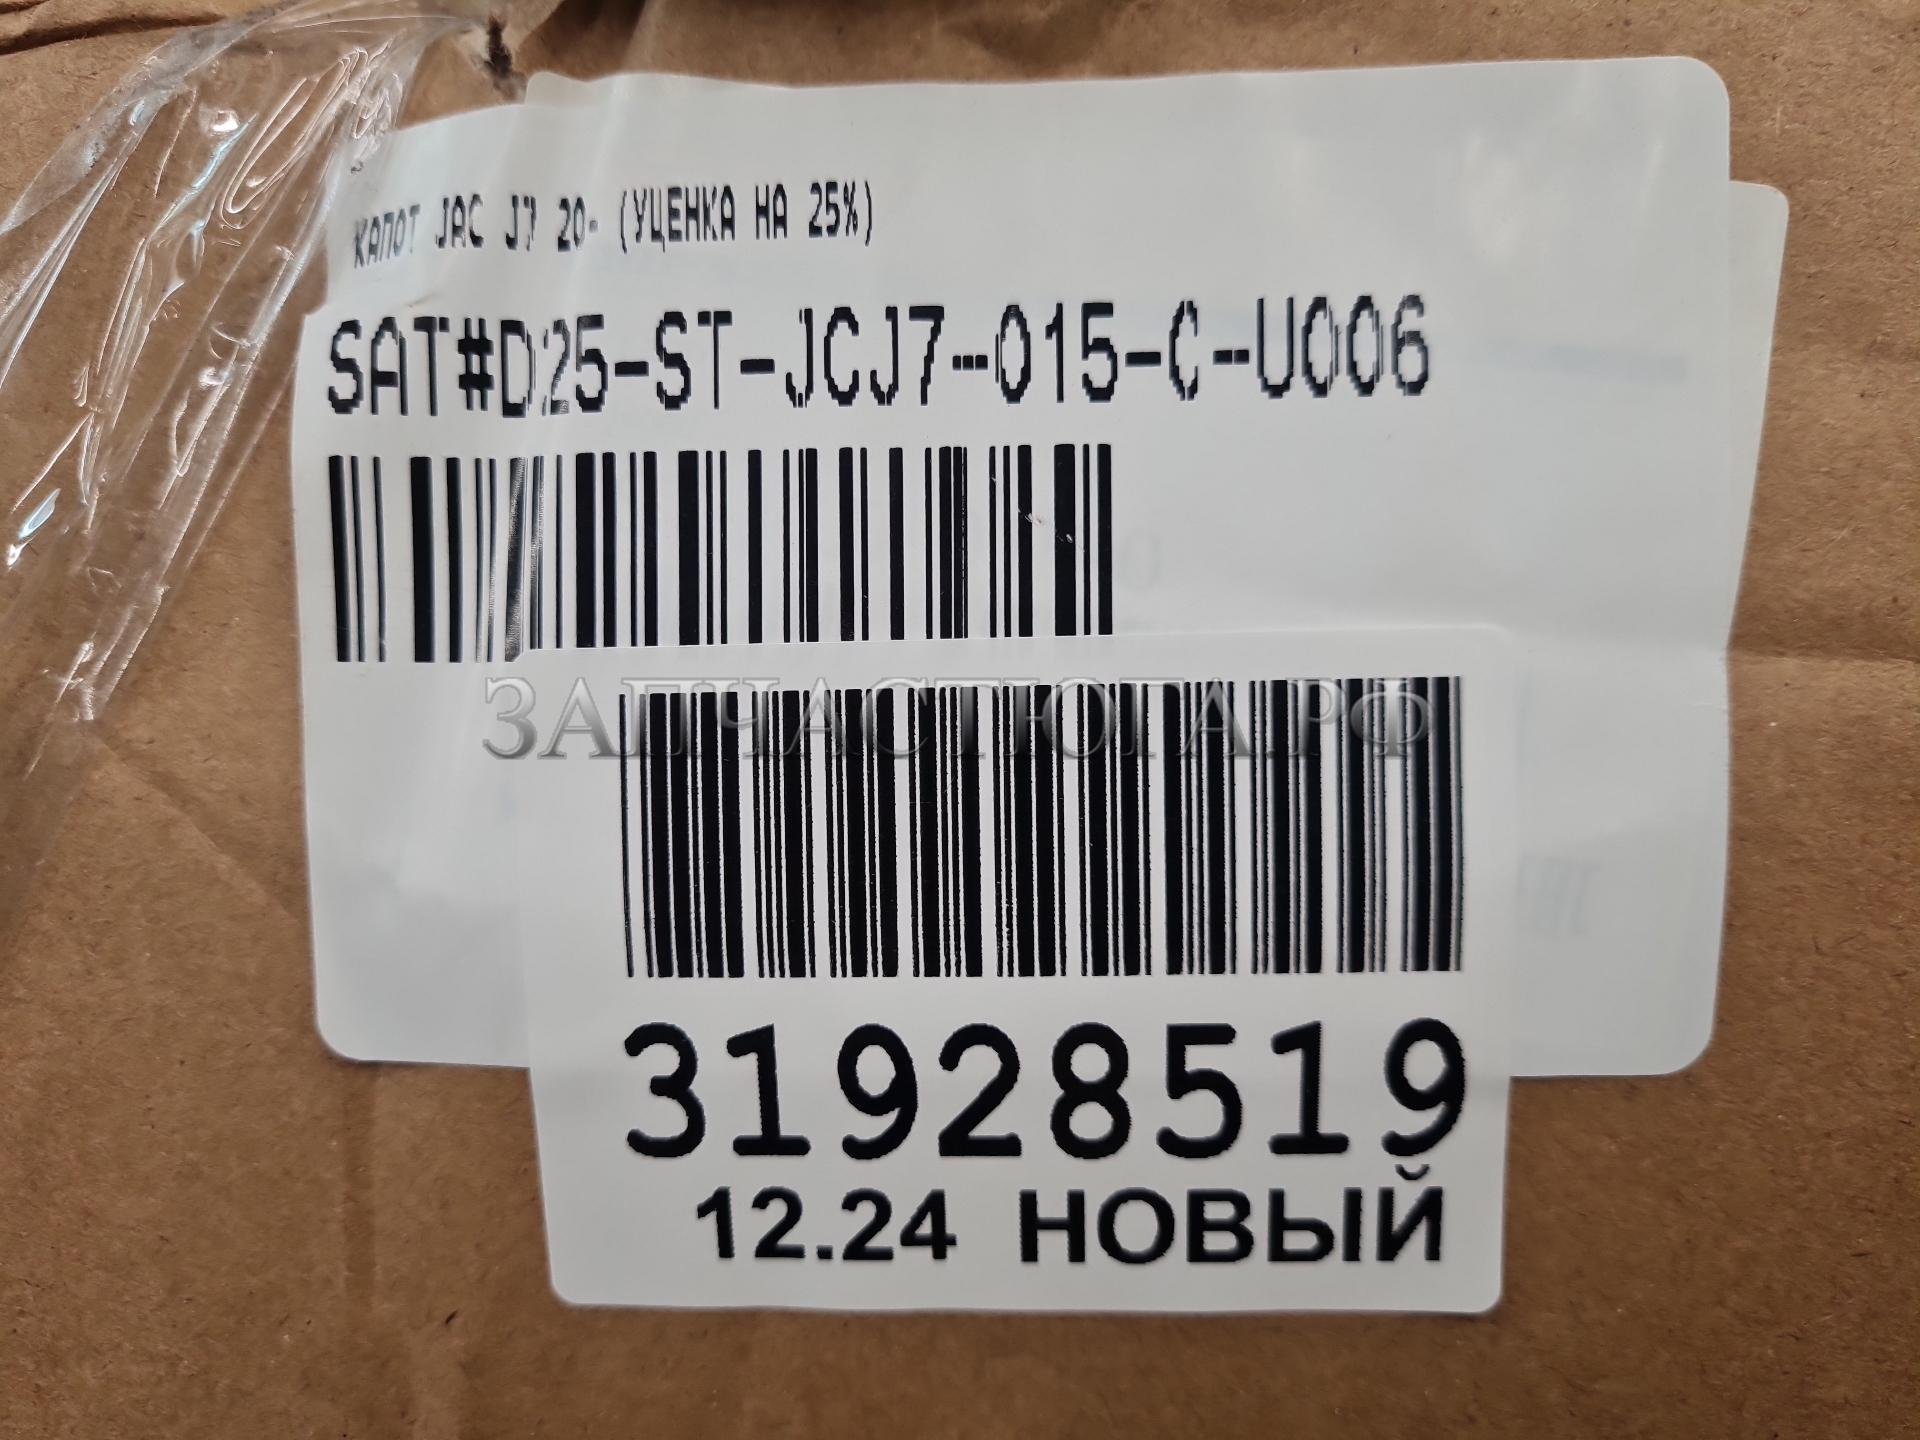 КАПОТ JAC J7 20- (УЦЕНКА НА 25%)
SAT#D25-ST-JCJ7-015-C-U006
ЗАПЧАСТЮГА.РФ
31928519
12.24 НОВЫЙ